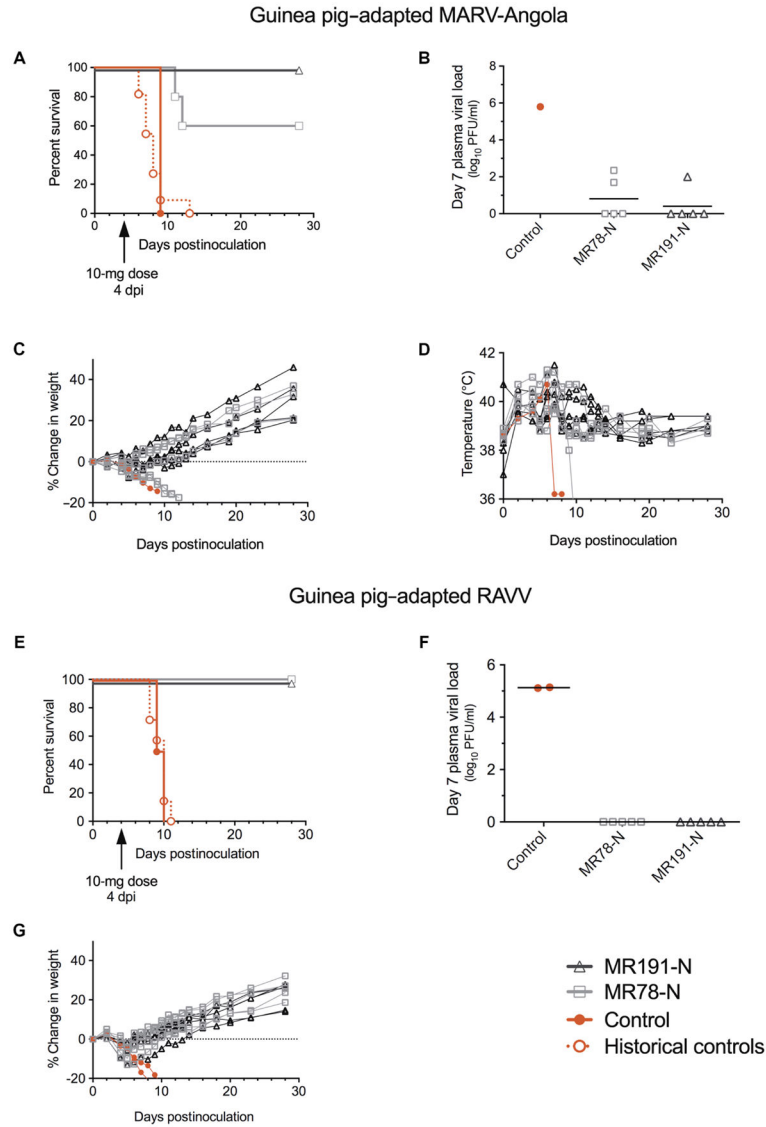 Guinea pig–adapted MARV-Angola
A
Percent survival
100
80
60
40
20
0
0
10
20
30
Days postinoculation
10-mg dose
4 dpi
B
Day 7 plasma viral load
(log10 PFU/ml)
8
6
4
2
0
Control
MR78-N
MR191-N
C
% Change in weight
40
20
0
–20
0
10
20
30
Days postinoculation
D
Temperature (°C)
42
40
38
36
0
10
20
30
Days postinoculation
Guinea pig–adapted RAVV
E
Percent survival
100
80
60
40
20
0
0
10
20
30
Days postinoculation
10-mg dose
4 dpi
F
Day 7 plasma viral load
(log10 PFU/ml)
6
4
2
0
Control
MR78-N
MR191-N
G
% Change in weight
40
20
0
-20
0
10
20
30
Days postinoculation
MR191-N
MR78-N
Control
Historical controls